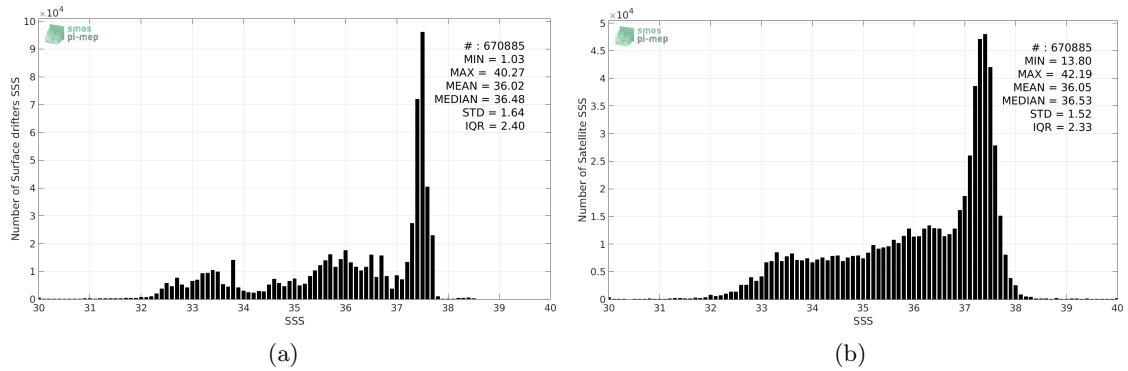 ×10⁴
smos
pi-mep
# : 670885
MIN = 1.03
MAX = 40.27
MEAN = 36.02
MEDIAN = 36.48
STD = 1.64
IQR = 2.40
Number of Surface drifters SSS
10
9
8
7
6
5
4
3
2
1
0
30 31 32 33 34 35 36 37 38 39 40
SSS
(a)
×10⁴
smos
pi-mep
# : 670885
MIN = 13.80
MAX = 42.19
MEAN = 36.05
MEDIAN = 36.53
STD = 1.52
IQR = 2.33
Number of Satellite SSS
5
4.5
4
3.5
3
2.5
2
1.5
1
0.5
0
30 31 32 33 34 35 36 37 38 39 40
SSS
(b)